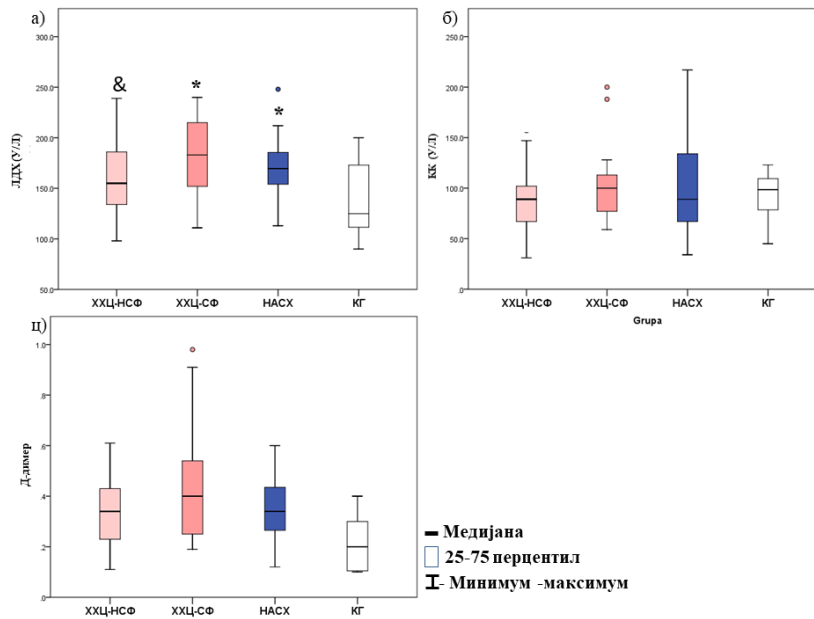 а)
300.0
250.0
200.0
150.0
100.0
50.0
ЛДХ(У/Л)
&
*
*
ХХЦ-НСФ
ХХЦ-СФ
НАСХ
КГ
б)
250.0
200.0
150.0
100.0
50.0
.0
КК (У/Л)
ХХЦ-НСФ
ХХЦ-СФ
НАСХ
КГ
Grupa
ц)
1.0
.8
.6
.4
.2
.0
Д-димер
ХХЦ-НСФ
ХХЦ-СФ
НАСХ
КГ
Медијана
25-75 перцентил
- Минимум -максимум